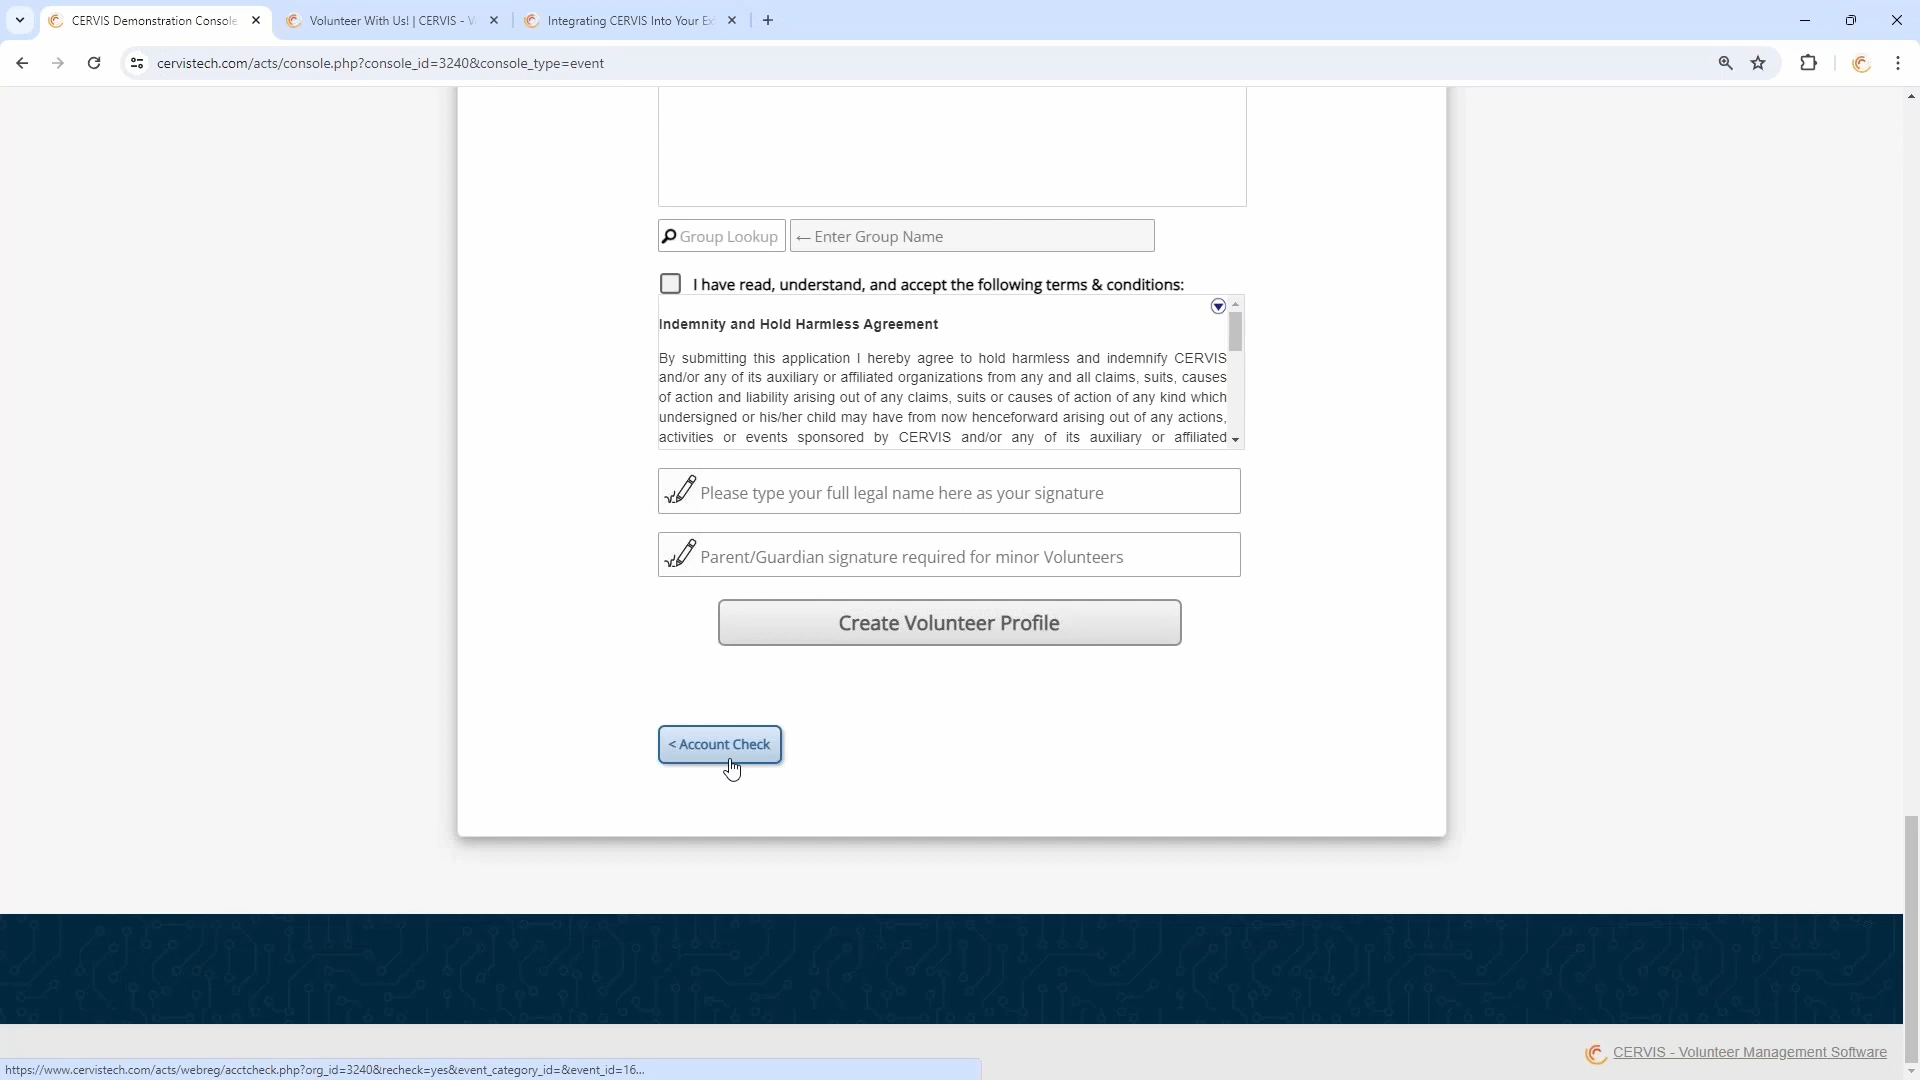 CERVIS Demonstration Console
Volunteer With Us! | CERVIS - V
Integrating CERVIS Into Your Ex
cervistech.com/acts/console.php?console_id=3240&console_type=event
Group Lookup
← Enter Group Name
I have read, understand, and accept the following terms & conditions:
Indemnity and Hold Harmless Agreement
By submitting this application I hereby agree to hold harmless and indemnify CERVIS
and/or any of its auxiliary or affiliated organizations from any and all claims, suits, causes
of action and liability arising out of any claims, suits or causes of action of any kind which
undersigned or his/her child may have from now henceforward arising out of any actions,
activities or events sponsored by CERVIS and/or any of its auxiliary or affiliated
Please type your full legal name here as your signature
Parent/Guardian signature required for minor Volunteers
Create Volunteer Profile
< Account Check
CERVIS - Volunteer Management Software
https://www.cervistech.com/acts/webreg/acctcheck.php?org_id=3240&recheck=yes&event_category_id=&event_id=16...